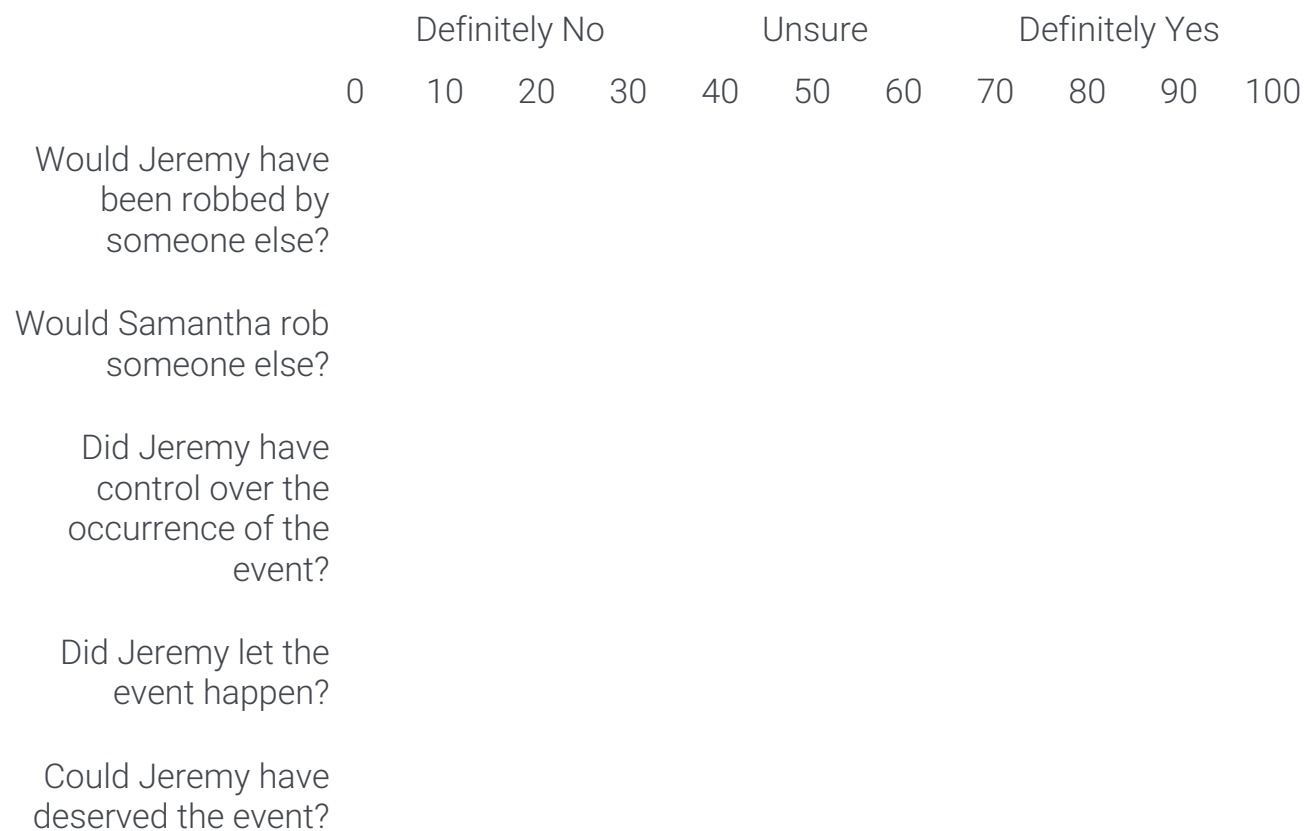 Definitely No Unsure Definitely Yes
0 10 20 30 40 50 60 70 80 90 100
Would Jeremy have
been robbed by
someone else?
Would Samantha rob
someone else?
Did Jeremy have
control over the
occurrence of the
event?
Did Jeremy let the
event happen?
Could Jeremy have
deserved the event?